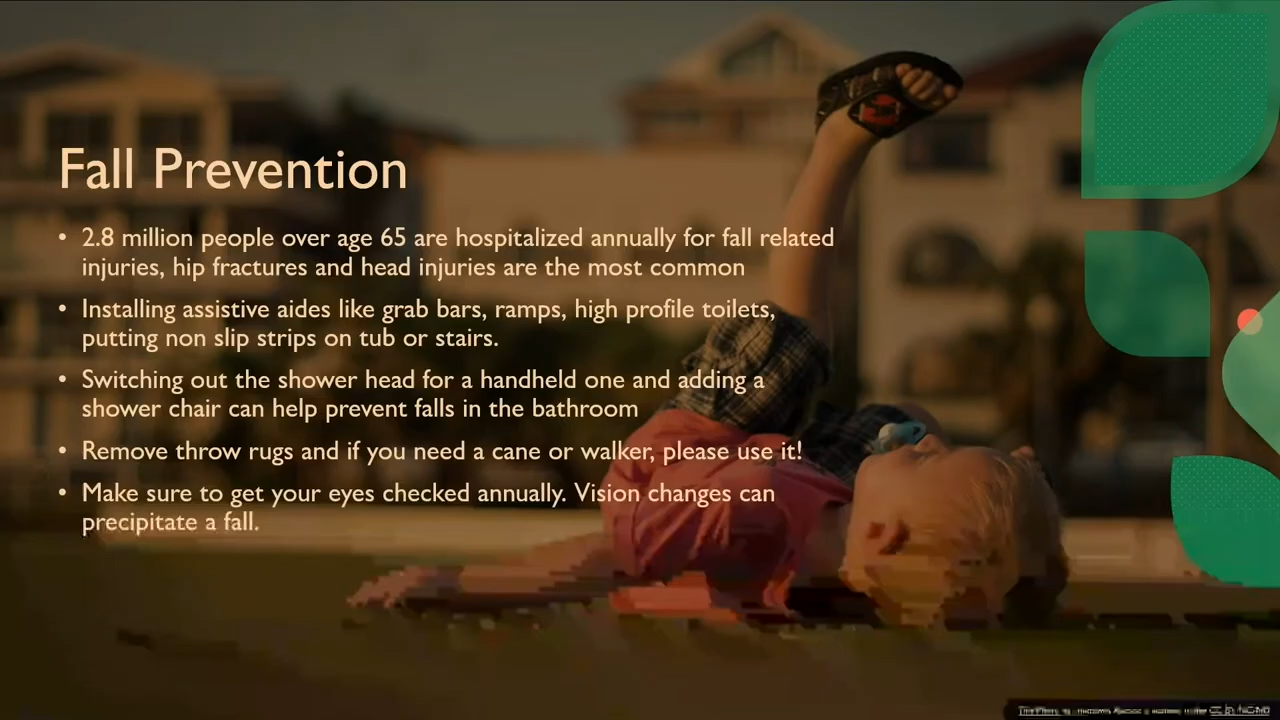 Fall Prevention
• 2.8 million people over age 65 are hospitalized annually for fall related
injuries, hip fractures and head injuries are the most common
• Installing assistive aides like grab bars, ramps, high profile toilets,
putting non slip strips on tub or stairs.
• Switching out the shower head for a handheld one and adding a
shower chair can help prevent falls in the bathroom
• Remove throw rugs and if you need a cane or walker, please use it!
• Make sure to get your eyes checked annually. Vision changes can
precipitate a fall.